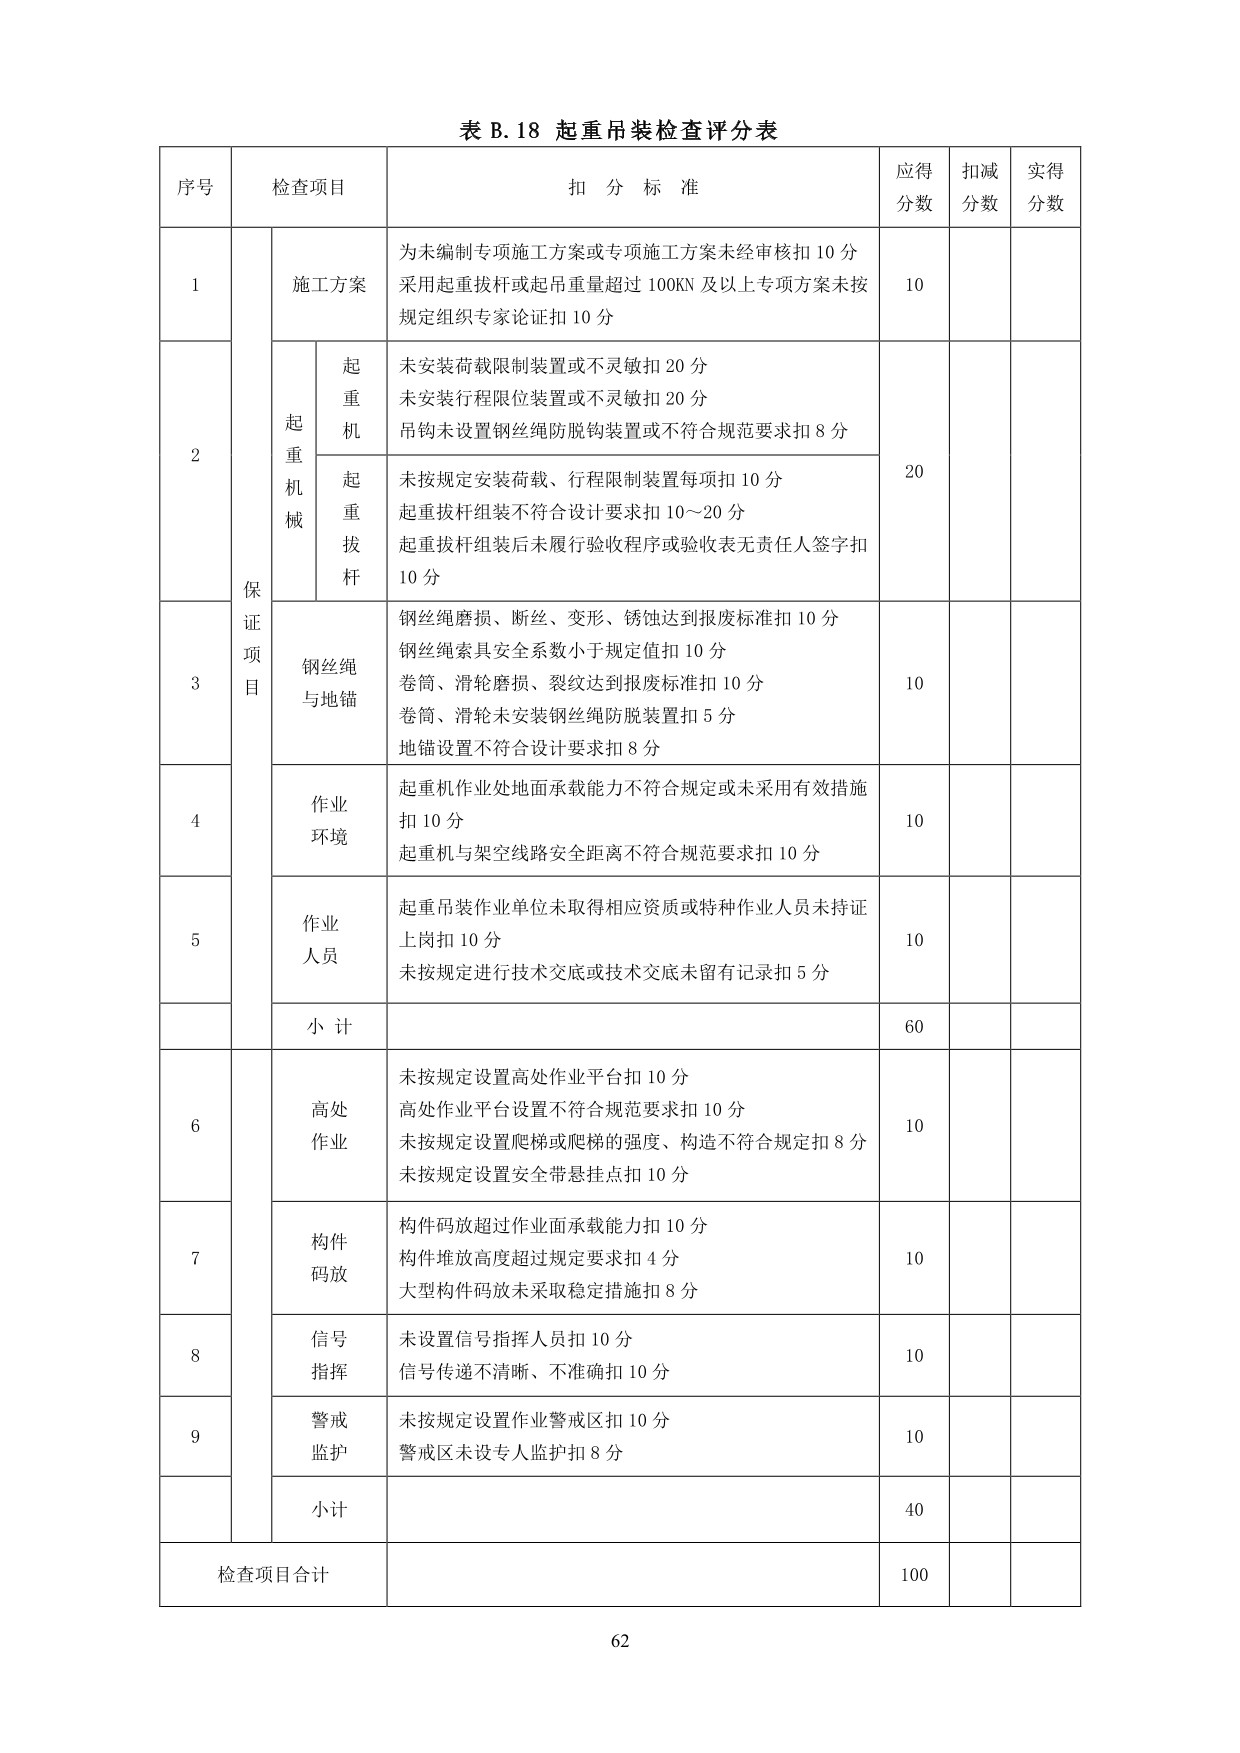 表 B.18 起重吊装检查评分表
序号 检查项目 扣 分 标 准 应得分数 扣减分数 实得分数
保证项目
1 施工方案 10
为未编制专项施工方案或专项施工方案未经审核扣 10 分
采用起重拔杆或起吊重量超过 100KN 及以上专项方案未按
规定组织专家论证扣 10 分
2 起重机械 20
起重机
未安装荷载限制装置或不灵敏扣 20 分
未安装行程限位装置或不灵敏扣 20 分
吊钩未设置钢丝绳防脱钩装置或不符合规范要求扣 8 分
起重拔杆
未按规定安装荷载、行程限制装置每项扣 10 分
起重拔杆组装不符合设计要求扣 10～20 分
起重拔杆组装后未履行验收程序或验收表无责任人签字扣
10 分
3 钢丝绳与地锚 10
钢丝绳磨损、断丝、变形、锈蚀达到报废标准扣 10 分
钢丝绳索具安全系数小于规定值扣 10 分
卷筒、滑轮磨损、裂纹达到报废标准扣 10 分
卷筒、滑轮未安装钢丝绳防脱装置扣 5 分
地锚设置不符合设计要求扣 8 分
4 作业环境 10
起重机作业处地面承载能力不符合规定或未采用有效措施
扣 10 分
起重机与架空线路安全距离不符合规范要求扣 10 分
5 作业人员 10
起重吊装作业单位未取得相应资质或特种作业人员未持证
上岗扣 10 分
未按规定进行技术交底或技术交底未留有记录扣 5 分
小 计 60
6 高处作业 10
未按规定设置高处作业平台扣 10 分
高处作业平台设置不符合规范要求扣 10 分
未按规定设置爬梯或爬梯的强度、构造不符合规定扣 8 分
未按规定设置安全带悬挂点扣 10 分
7 构件码放 10
构件码放超过作业面承载能力扣 10 分
构件堆放高度超过规定要求扣 4 分
大型构件码放未采取稳定措施扣 8 分
8 信号指挥 10
未设置信号指挥人员扣 10 分
信号传递不清晰、不准确扣 10 分
9 警戒监护 10
未按规定设置作业警戒区扣 10 分
警戒区未设专人监护扣 8 分
小计 40
检查项目合计 100
62